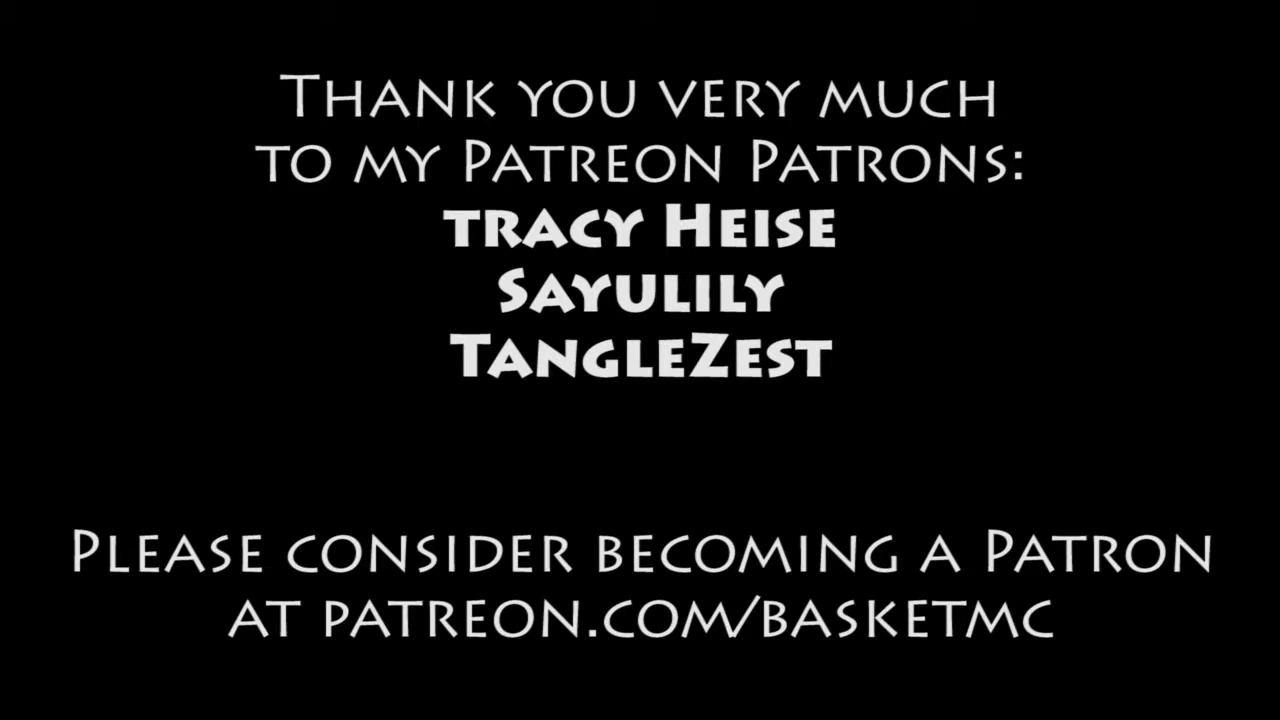 Thank you very much
to my Patreon Patrons:
tracy Heise
Sayulily
TangleZest
Please consider becoming a Patron
at patreon.com/basketmc